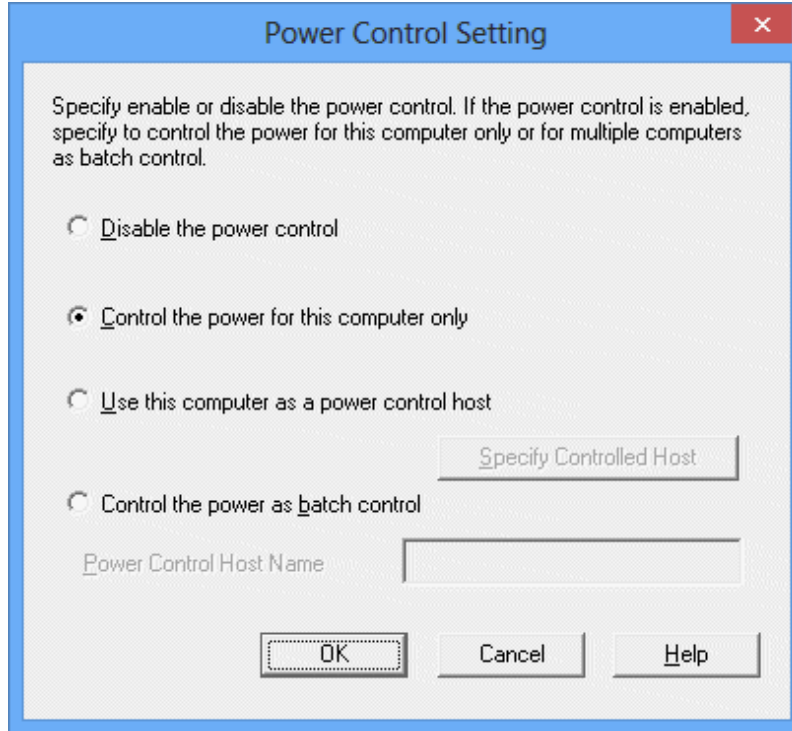 Power Control Setting
Specify enable or disable the power control. If the power control is enabled,
specify to control the power for this computer only or for multiple computers
as batch control.
Disable the power control
Control the power for this computer only
Use this computer as a power control host
Specify Controlled Host
Control the power as batch control
Power Control Host Name
OK Cancel Help